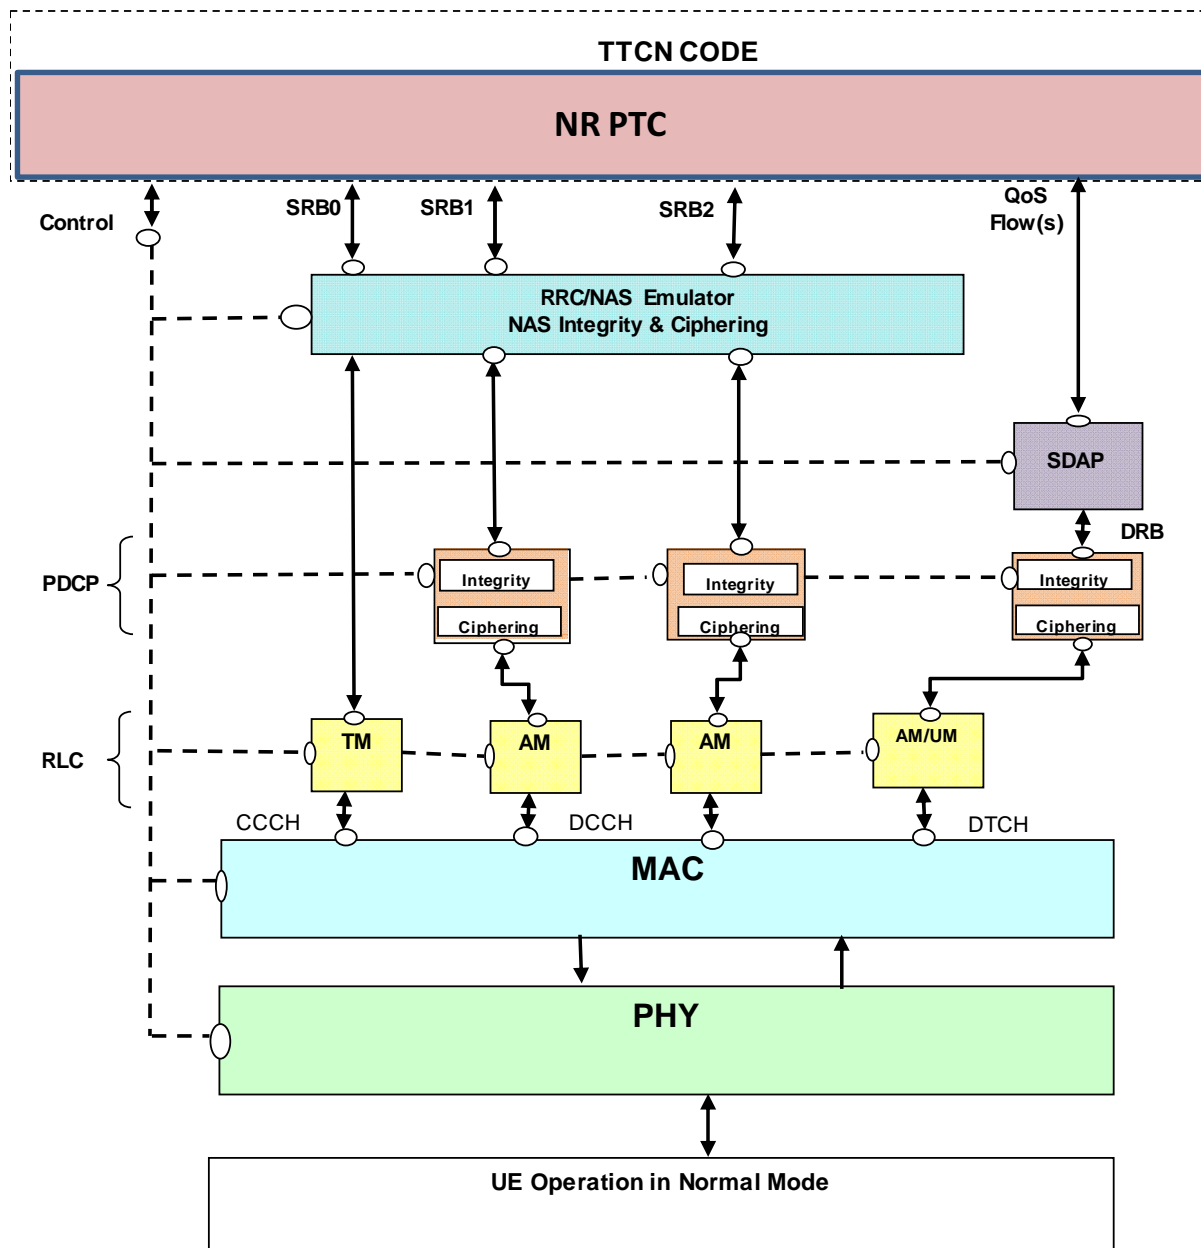 TTCN CODE
NR PTC
Control
SRB0
SRB1
SRB2
QoS
Flow(s)
RRC/NAS Emulator
NAS Integrity & Ciphering
SDAP
DRB
PDCP
Integrity
Ciphering
Integrity
Ciphering
Integrity
Ciphering
RLC
TM
AM
AM
AM/UM
CCCH
DCCH
DTCH
MAC
PHY
UE Operation in Normal Mode